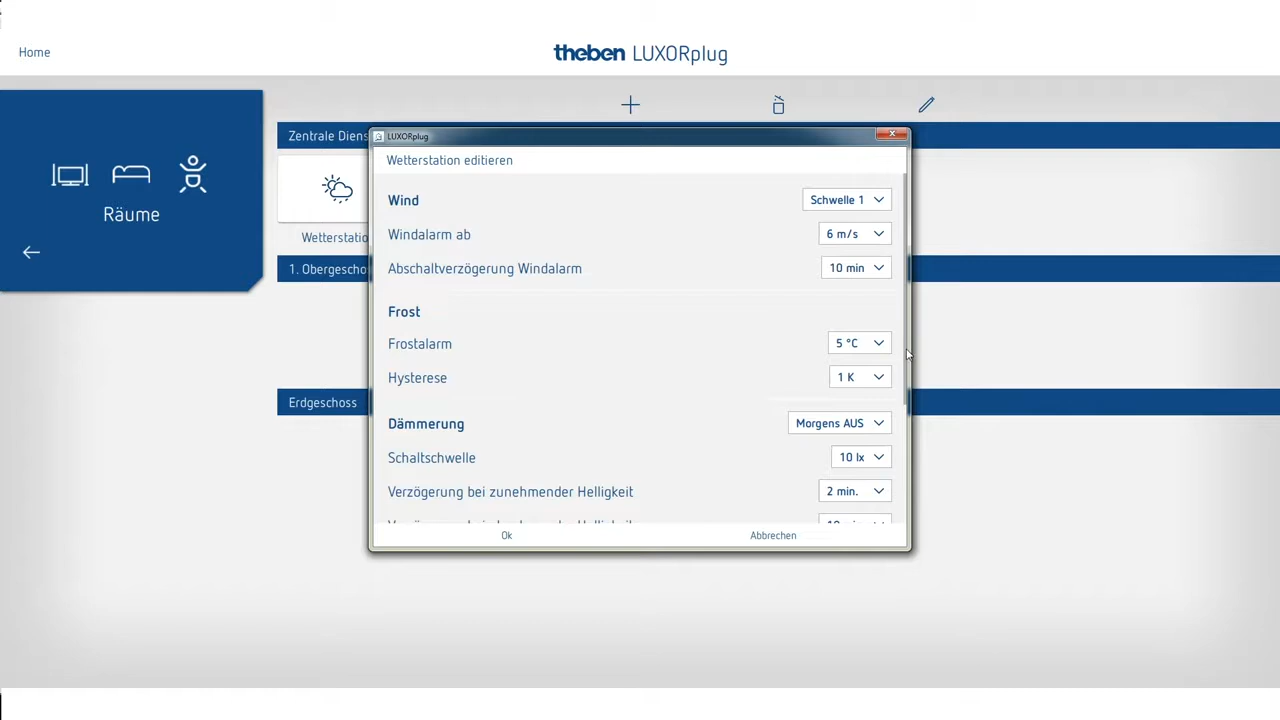 Home
theben LUXORplug
Räume
Zentrale Diens
Wetterstatio
1. Obergescho
Erdgeschoss
LUXORplug
Wetterstation editieren
Wind Schwelle 1
Windalarm ab 6 m/s
Abschaltverzögerung Windalarm 10 min
Frost
Frostalarm 5 °C
Hysterese 1 K
Dämmerung Morgens AUS
Schaltschwelle 10 lx
Verzögerung bei zunehmender Helligkeit 2 min.
Ok Abbrechen